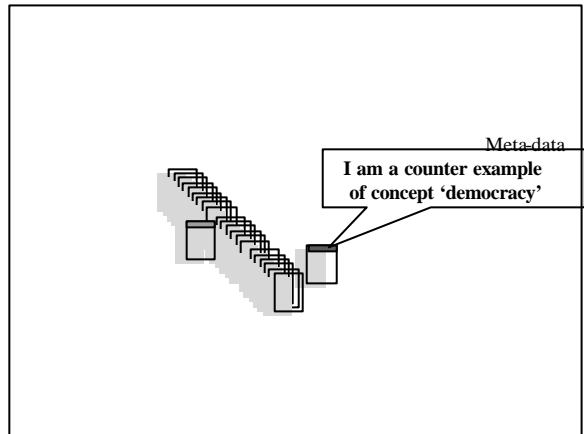 Meta-data
I am a counter example
of concept ‘democracy’